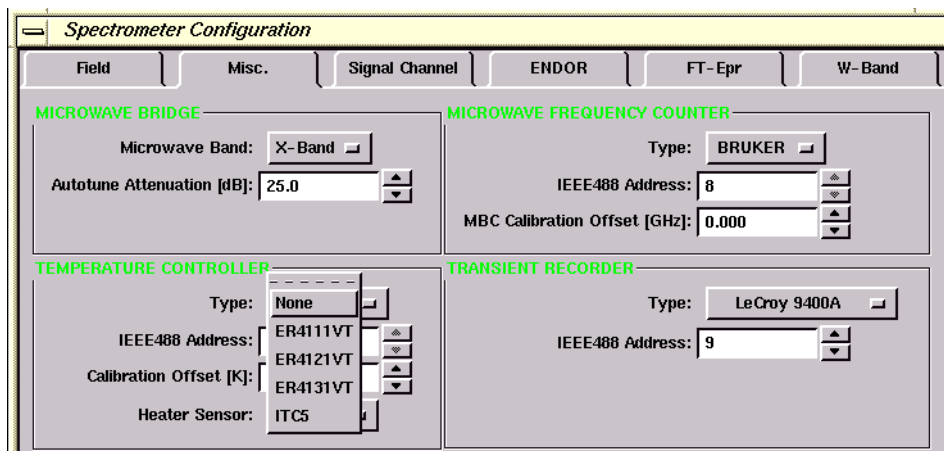 Spectrometer Configuration
Field Misc. Signal Channel ENDOR FT-Epr W-Band
MICROWAVE BRIDGE
Microwave Band: X-Band
Autotune Attenuation [dB]: 25.0
MICROWAVE FREQUENCY COUNTER
Type: BRUKER
IEEE488 Address: 8
MBC Calibration Offset [GHz]: 0.000
TEMPERATURE CONTROLLER
Type: None
ER4111VT
ER4121VT
ER4131VT
ITC5
IEEE488 Address:
Calibration Offset [K]:
Heater Sensor:
TRANSIENT RECORDER
Type: LeCroy 9400A
IEEE488 Address: 9